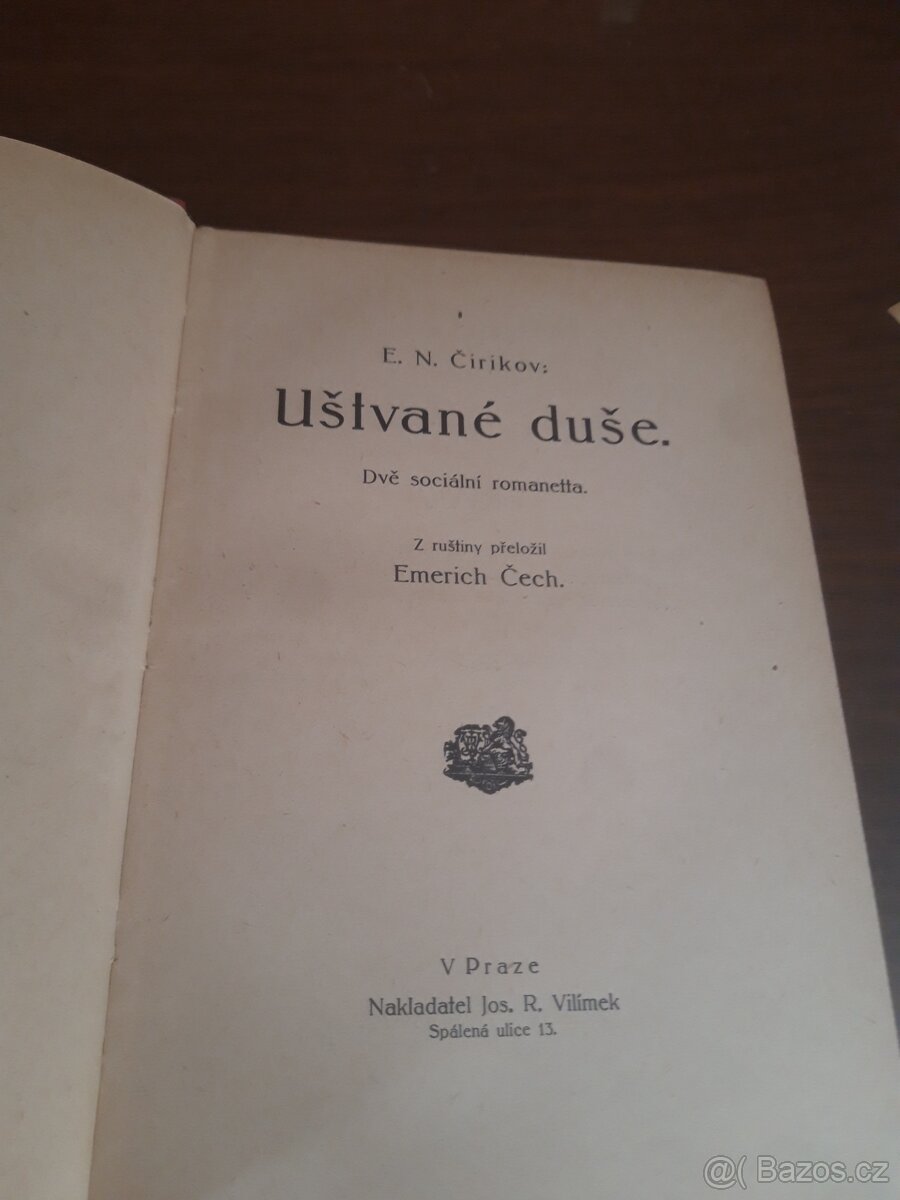 E. N. Čirikov:
Uštvané duše.
Dvě sociální romanetta.
Z ruštiny přeložil
Emerich Čech.
V Praze
Nakladatel Jos. R. Vilímek
Spálená ulice 13.
@( Bazos.cz